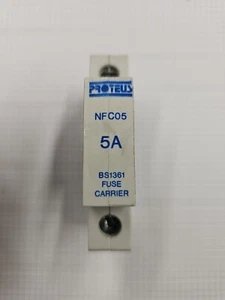 PROTEUS
NFC05
5A
BS1361
FUSE
CARRIER